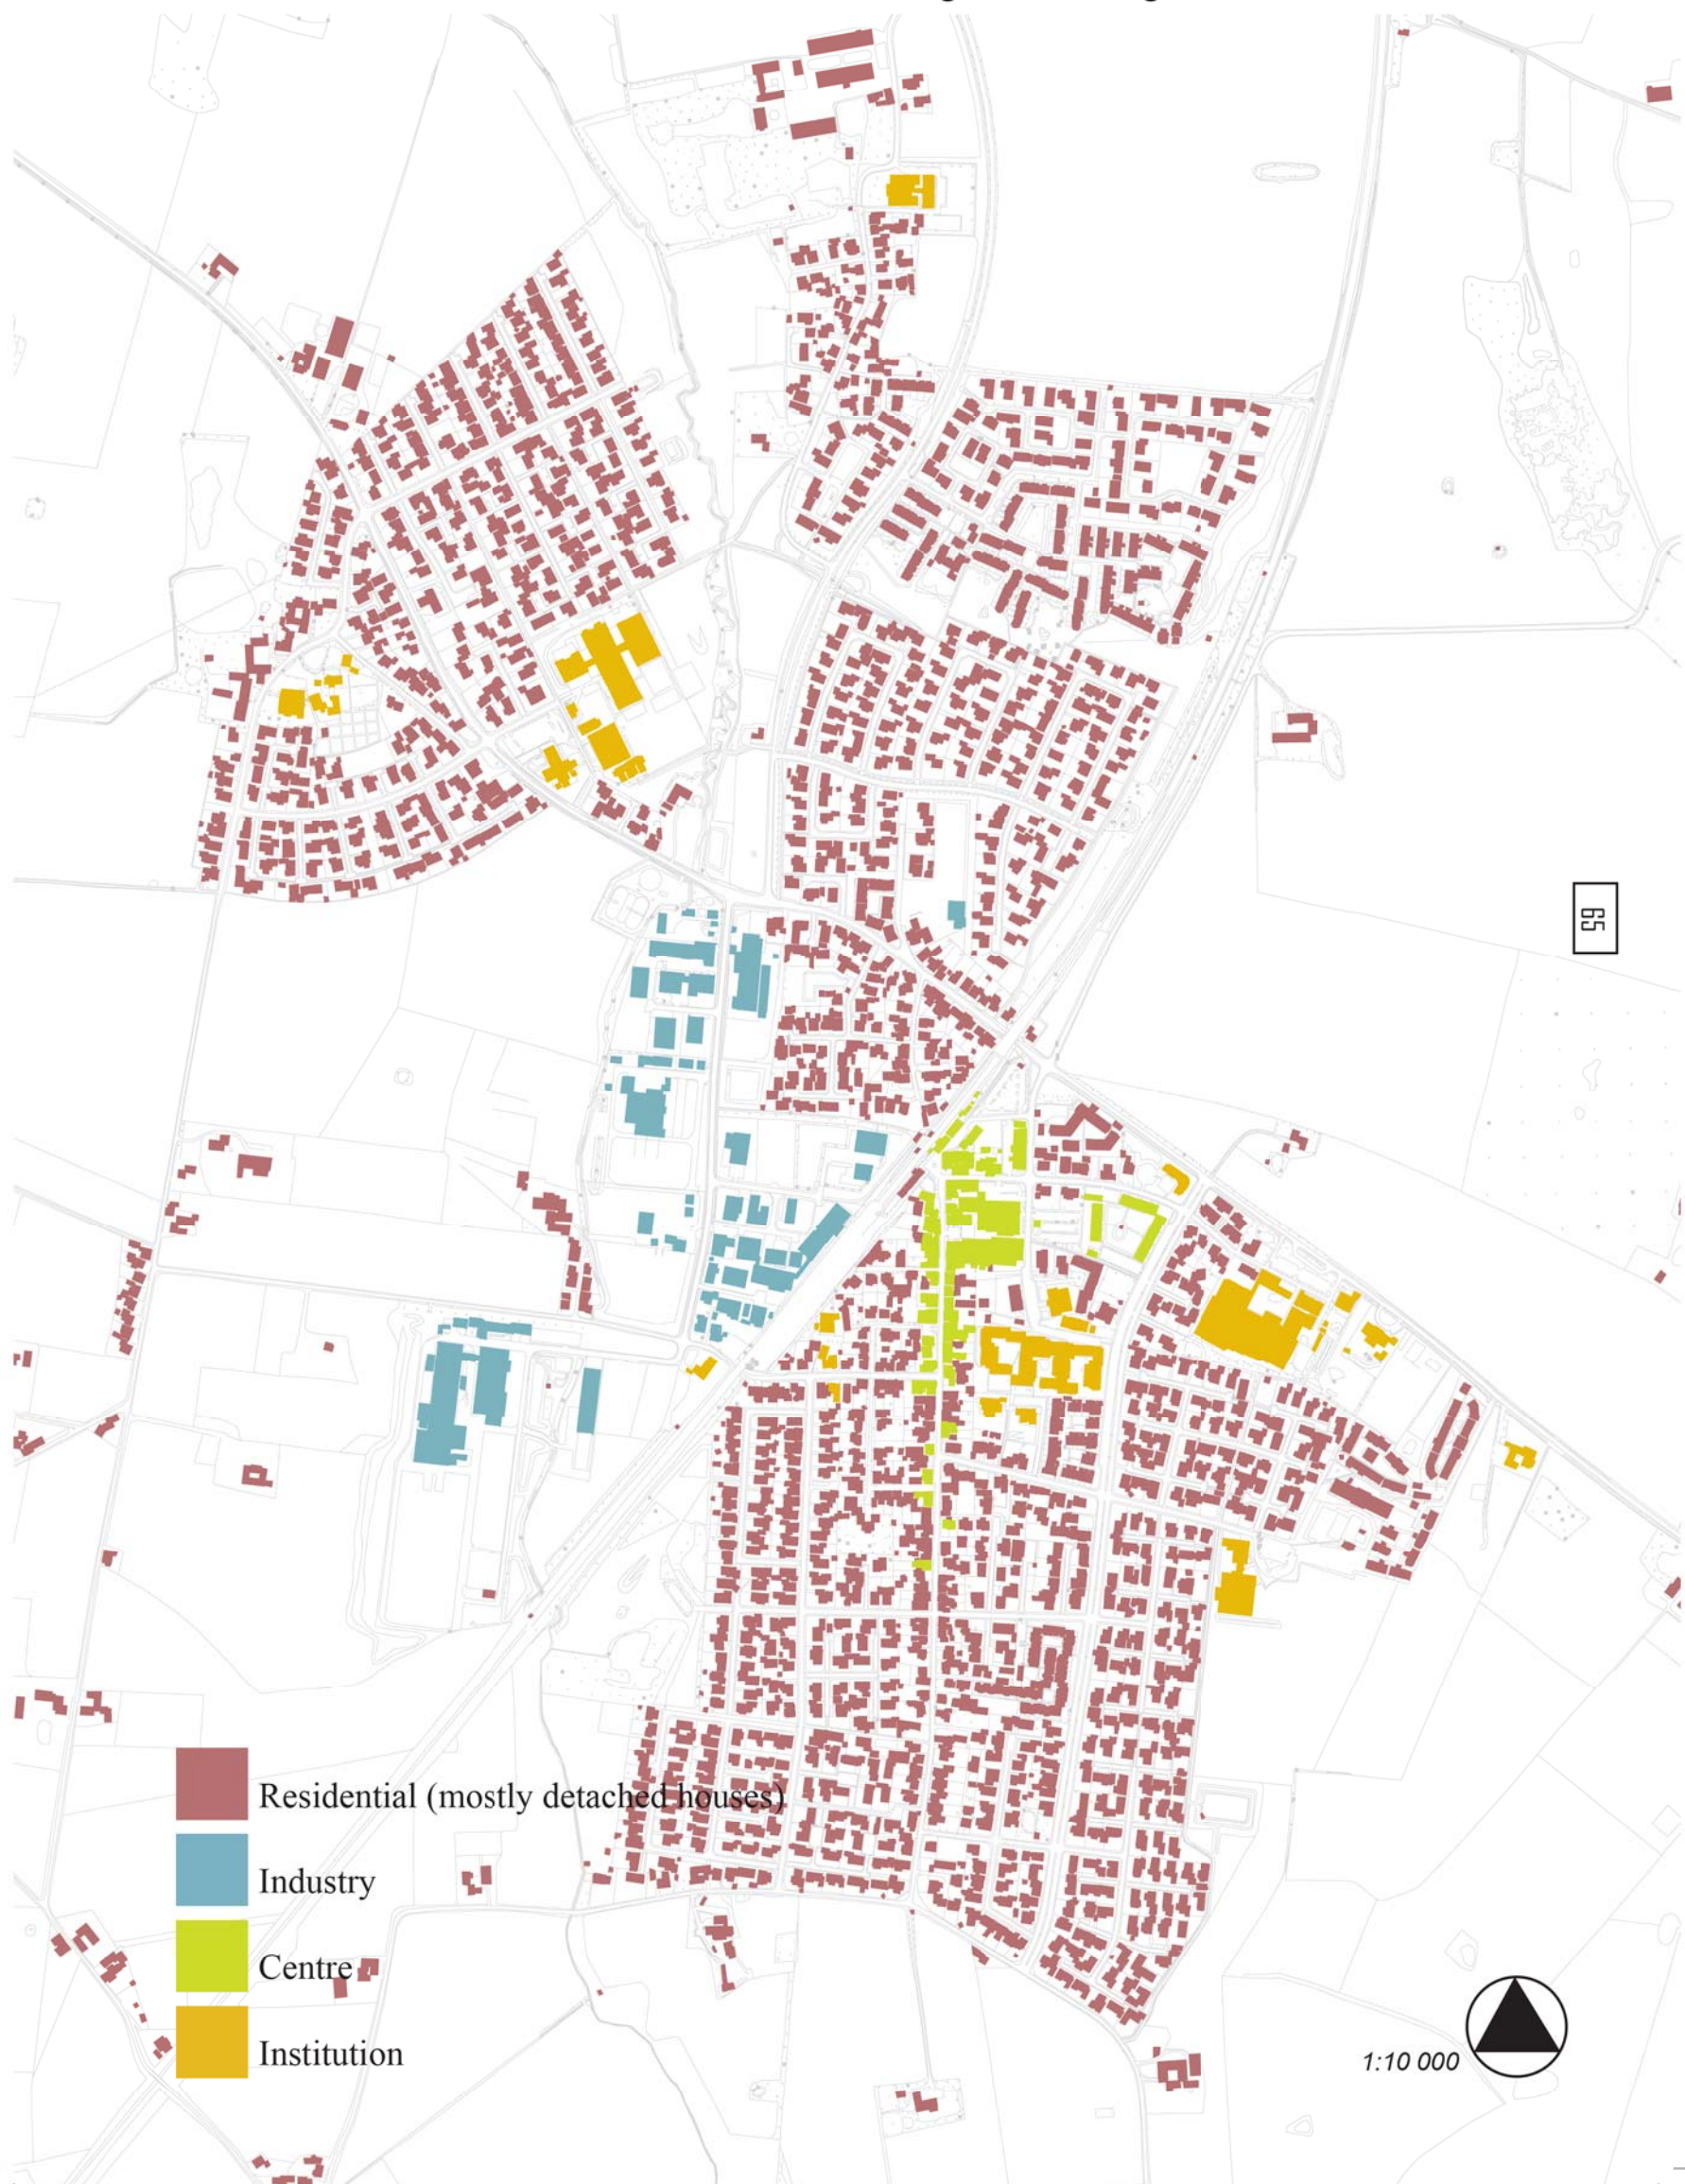 65
Residential (mostly detached houses)
Industry
Centre
Institution
1:10 000